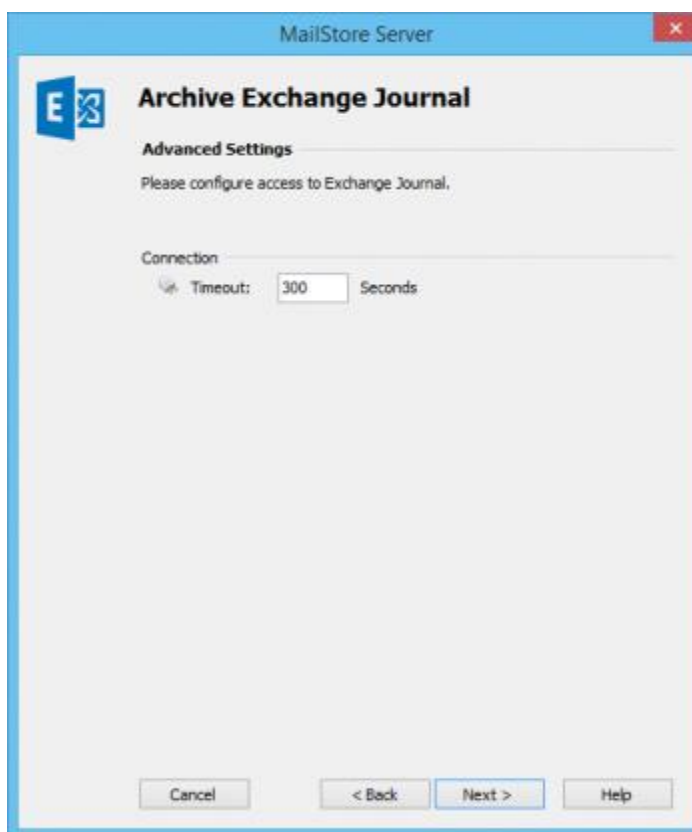 MailStore Server
E
Archive Exchange Journal
Advanced Settings
Please configure access to Exchange Journal.
Connection
Timeout: 300 Seconds
Cancel < Back Next > Help